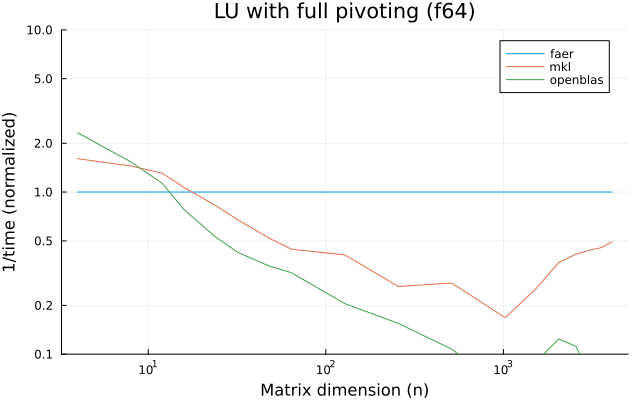 LU with full pivoting (f64)
10.0
5.0
2.0
1.0
0.5
0.2
0.1
1/time (normalized)
faer
mkl
openblas
10¹
10²
10³
Matrix dimension (n)